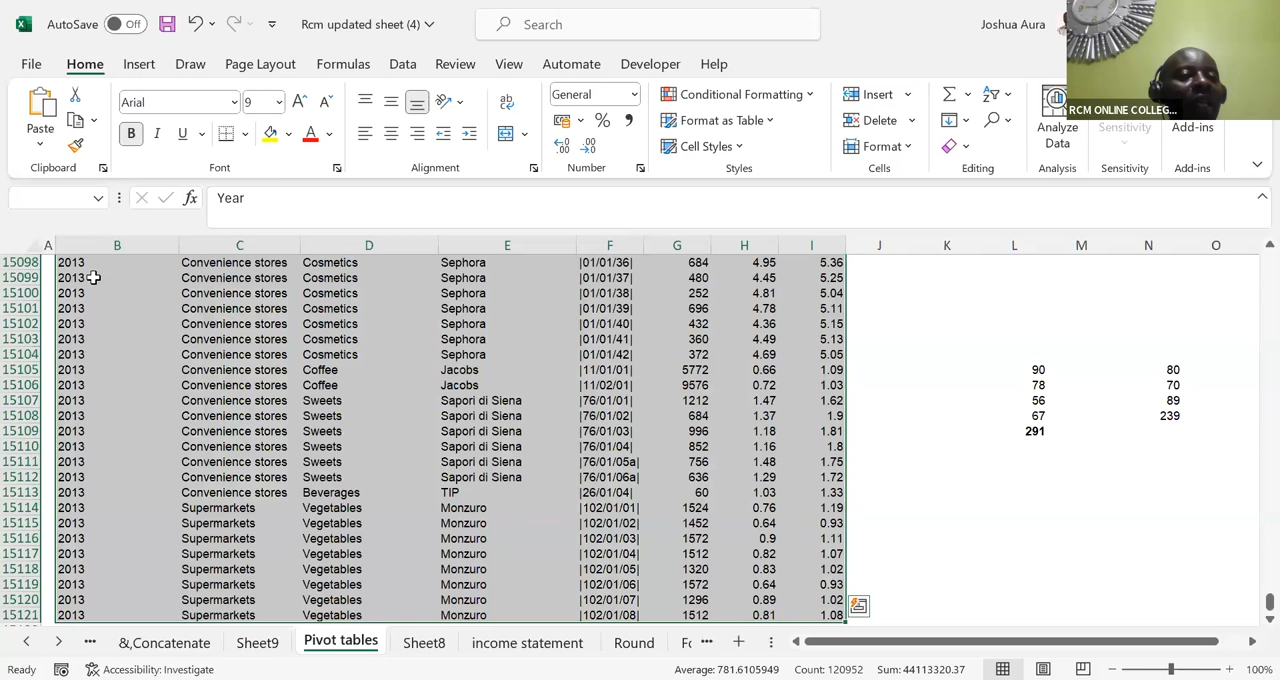 AutoSave Off Rcm updated sheet (4) Search Joshua Aura
File Home Insert Draw Page Layout Formulas Data Review View Automate Developer Help
RCM ONLINE COLLEG...
Paste Arial 9 General Conditional Formatting Format as Table Cell Styles Insert Delete Format Analyze Data Sensitivity Add-ins
Clipboard Font Alignment Number Styles Cells Editing Analysis Sensitivity Add-ins
fx Year
A B C D E F G H I J K L M N O
15098 2013 Convenience stores Cosmetics Sephora |01/01/36| 684 4.95 5.36
15099 2013 Convenience stores Cosmetics Sephora |01/01/37| 480 4.45 5.25
15100 2013 Convenience stores Cosmetics Sephora |01/01/38| 252 4.81 5.04
15101 2013 Convenience stores Cosmetics Sephora |01/01/39| 696 4.78 5.11
15102 2013 Convenience stores Cosmetics Sephora |01/01/40| 432 4.36 5.15
15103 2013 Convenience stores Cosmetics Sephora |01/01/41| 360 4.49 5.13
15104 2013 Convenience stores Cosmetics Sephora |01/01/42| 372 4.69 5.05
15105 2013 Convenience stores Coffee Jacobs |11/01/01| 5772 0.66 1.09 90 80
15106 2013 Convenience stores Coffee Jacobs |11/02/01| 9576 0.72 1.03 78 70
15107 2013 Convenience stores Sweets Sapori di Siena |76/01/01| 1212 1.47 1.62 56 89
15108 2013 Convenience stores Sweets Sapori di Siena |76/01/02| 684 1.37 1.9 67 239
15109 2013 Convenience stores Sweets Sapori di Siena |76/01/03| 996 1.18 1.81 291
15110 2013 Convenience stores Sweets Sapori di Siena |76/01/04| 852 1.16 1.8
15111 2013 Convenience stores Sweets Sapori di Siena |76/01/05a| 756 1.48 1.75
15112 2013 Convenience stores Sweets Sapori di Siena |76/01/06a| 636 1.29 1.72
15113 2013 Convenience stores Beverages TIP |26/01/04| 60 1.03 1.33
15114 2013 Supermarkets Vegetables Monzuro |102/01/01| 1524 0.76 1.19
15115 2013 Supermarkets Vegetables Monzuro |102/01/02| 1452 0.64 0.93
15116 2013 Supermarkets Vegetables Monzuro |102/01/03| 1572 0.9 1.11
15117 2013 Supermarkets Vegetables Monzuro |102/01/04| 1512 0.82 1.07
15118 2013 Supermarkets Vegetables Monzuro |102/01/05| 1320 0.83 1.02
15119 2013 Supermarkets Vegetables Monzuro |102/01/06| 1572 0.64 0.93
15120 2013 Supermarkets Vegetables Monzuro |102/01/07| 1296 0.89 1.02
15121 2013 Supermarkets Vegetables Monzuro |102/01/08| 1512 0.81 1.08
&,Concatenate Sheet9 Pivot tables Sheet8 income statement Round
Ready Accessibility: Investigate Average: 781.6105949 Count: 120952 Sum: 44113320.37 100%